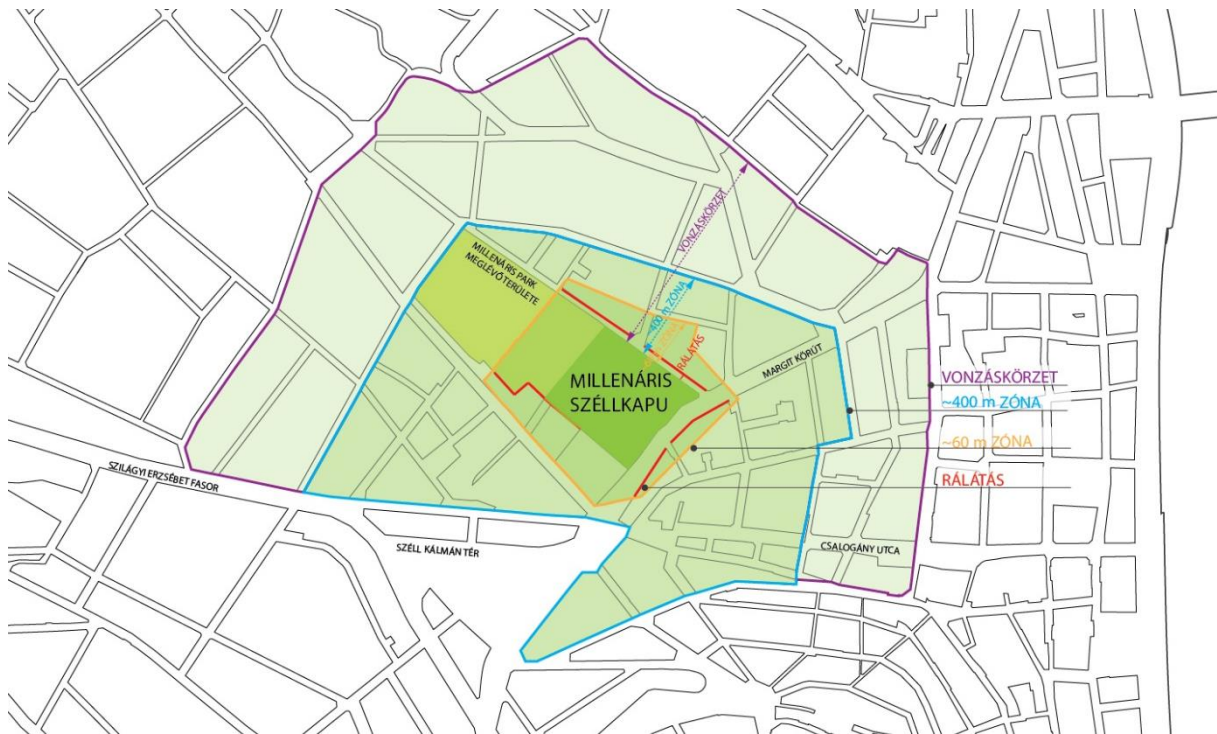 VONZÁSKÖRZET
MILLENÁRIS PARK
MEGLÉVŐ TERÜLETE
~400 m ZÓNA
RÁLÁTÁS
MARGIT KÖRÚT
MILLENÁRIS
SZÉLLKAPU
VONZÁSKÖRZET
~400 m ZÓNA
~60 m ZÓNA
RÁLÁTÁS
SZILÁGYI ERZSÉBET FASOR
SZÉLL KÁLMÁN TÉR
CSALOGÁNY UTCA